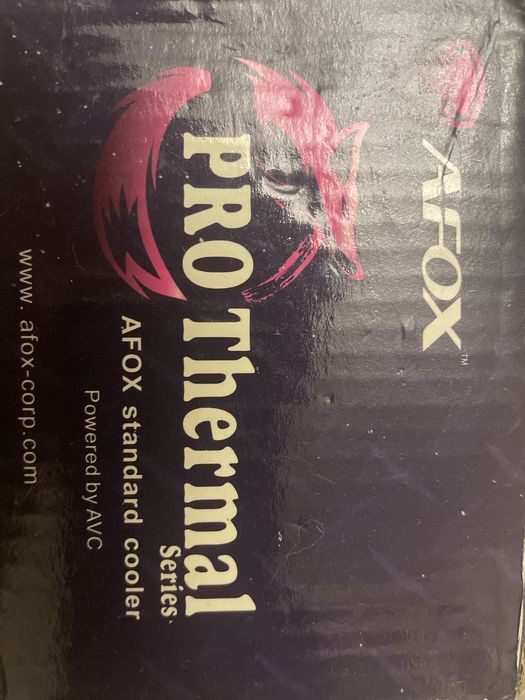 AFOX™
PRO Thermal
Series
AFOX standard cooler
Powered by AVC
www.afox-corp.com